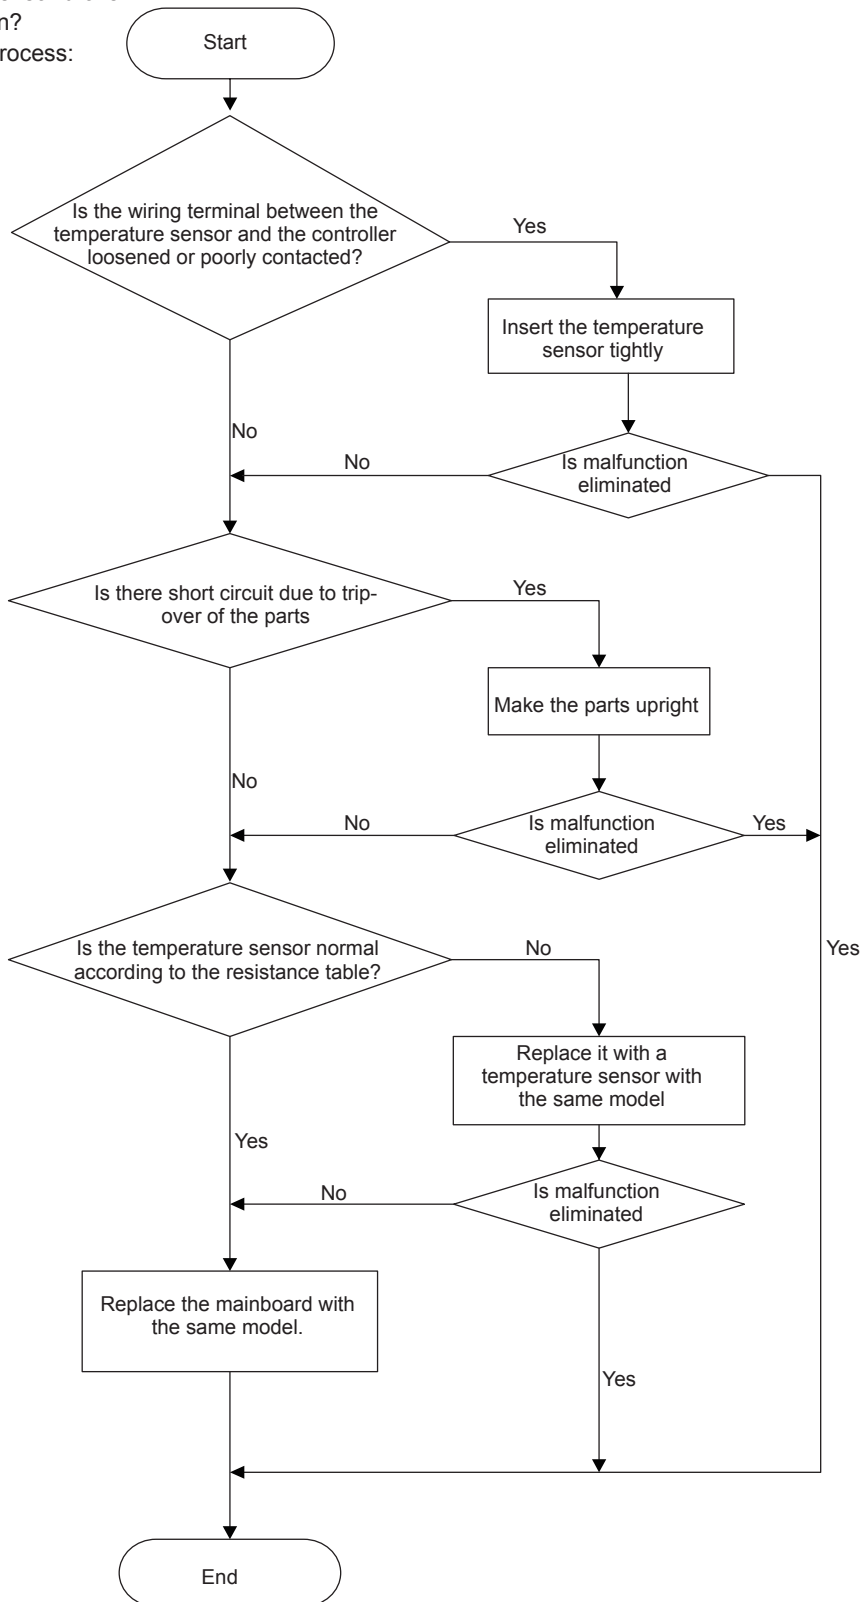 n?
rocess:
Start
Is the wiring terminal between the
temperature sensor and the controller
loosened or poorly contacted?
Yes
Insert the temperature
sensor tightly
No
No
Is malfunction
eliminated
Is there short circuit due to trip-
over of the parts
Yes
Make the parts upright
No
No
Is malfunction
eliminated
Yes
Is the temperature sensor normal
according to the resistance table?
No
Yes
Replace it with a
temperature sensor with
the same model
Yes
No
Is malfunction
eliminated
Replace the mainboard with
the same model.
Yes
End